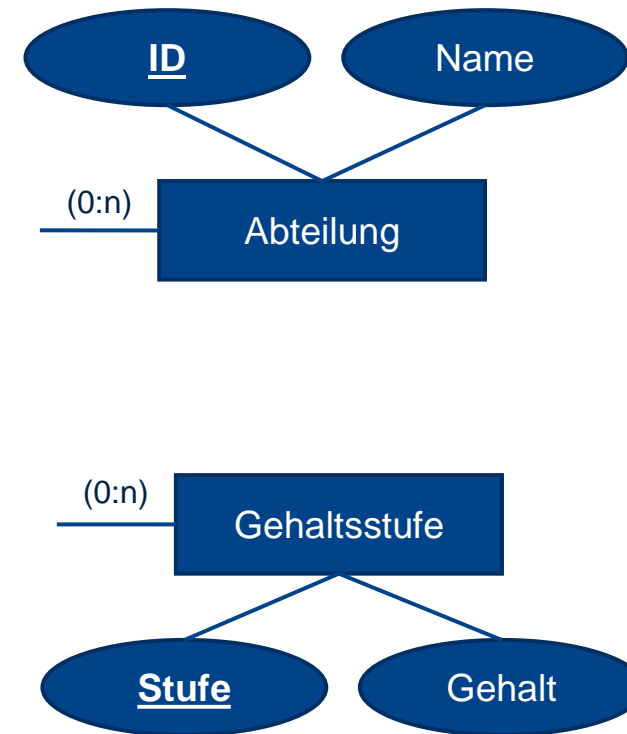 ID
Name
(0:n)
Abteilung
(0:n)
Gehaltsstufe
Stufe
Gehalt